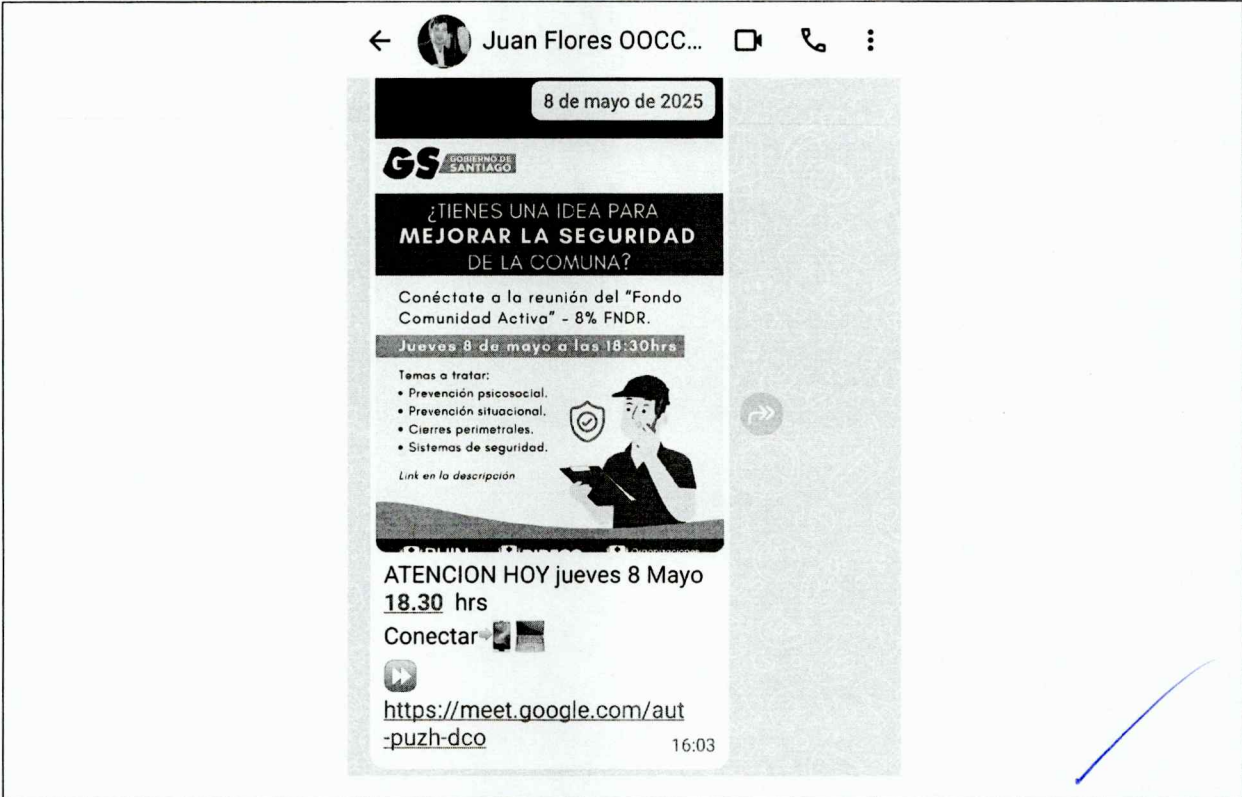 Juan Flores OOCC...
8 de mayo de 2025
GS GOBIERNO DE
SANTIAGO
¿TIENES UNA IDEA PARA
MEJORAR LA SEGURIDAD
DE LA COMUNA?
Conéctate a la reunión del "Fondo
Comunidad Activa" - 8% FNDR.
Jueves 8 de mayo a las 18:30hrs
Temas a tratar:
• Prevención psicosocial.
• Prevención situacional.
• Cierres perimetrales.
• Sistemas de seguridad.
Link en la descripción
ATENCION HOY jueves 8 Mayo
18.30 hrs
Conectar
https://meet.google.com/aut
-puzh-dco
16:03